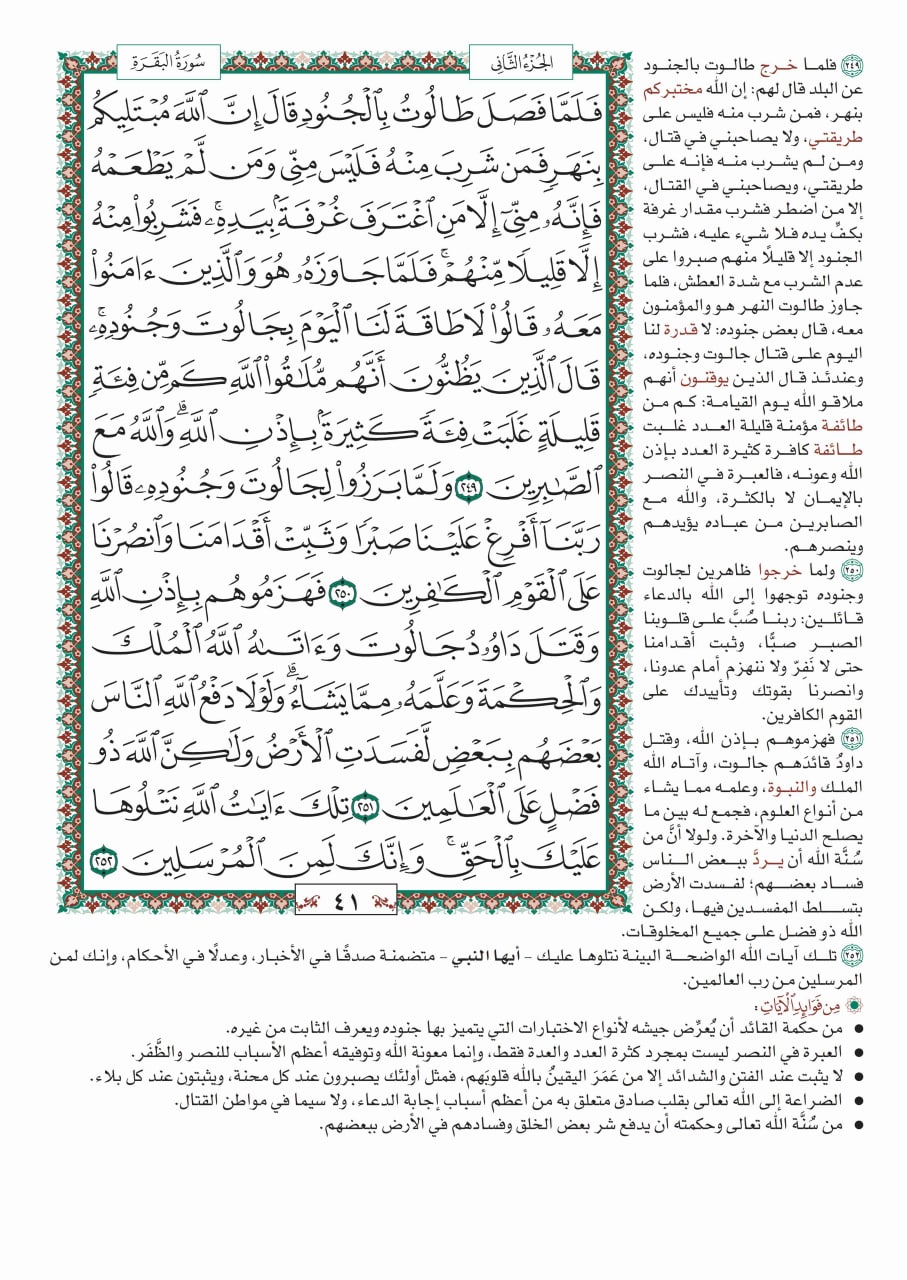 الجزء الثاني
سورة البقرة
فَلَمَّا فَصَلَ طَالُوتُ بِٱلْجُنُودِ قَالَ إِنَّ ٱللَّهَ مُبْتَلِيكُم
بِنَهَرٍ فَمَن شَرِبَ مِنْهُ فَلَيْسَ مِنِّى وَمَن لَّمْ يَطْعَمْهُ
فَإِنَّهُۥ مِنِّىٓ إِلَّا مَنِ ٱغْتَرَفَ غُرْفَةًۢ بِيَدِهِۦۚ فَشَرِبُوا۟ مِنْهُ
إِلَّا قَلِيلًا مِّنْهُمْۚ فَلَمَّا جَاوَزَهُۥ هُوَ وَٱلَّذِينَ ءَامَنُوا۟
مَعَهُۥ قَالُوا۟ لَا طَاقَةَ لَنَا ٱلْيَوْمَ بِجَالُوتَ وَجُنُودِهِۦۚ
قَالَ ٱلَّذِينَ يَظُنُّونَ أَنَّهُم مُّلَٰقُوا۟ ٱللَّهِ كَم مِّن فِئَةٍ
قَلِيلَةٍ غَلَبَتْ فِئَةً كَثِيرَةًۢ بِإِذْنِ ٱللَّهِۗ وَٱللَّهُ مَعَ
ٱلصَّٰبِرِينَ ٢٤٩ وَلَمَّا بَرَزُوا۟ لِجَالُوتَ وَجُنُودِهِۦ قَالُوا۟
رَبَّنَآ أَفْرِغْ عَلَيْنَا صَبْرًا وَثَبِّتْ أَقْدَامَنَا وَٱنصُرْنَا
عَلَى ٱلْقَوْمِ ٱلْكَٰفِرِينَ ٢٥٠ فَهَزَمُوهُم بِإِذْنِ ٱللَّهِ
وَقَتَلَ دَاوُۥدُ جَالُوتَ وَءَاتَىٰهُ ٱللَّهُ ٱلْمُلْكَ
وَٱلْحِكْمَةَ وَعَلَّمَهُۥ مِمَّا يَشَآءُۗ وَلَوْلَا دَفْعُ ٱللَّهِ ٱلنَّاسَ
بَعْضَهُم بِبَعْضٍ لَّفَسَدَتِ ٱلْأَرْضُ وَلَٰكِنَّ ٱللَّهَ ذُو
فَضْلٍ عَلَى ٱلْعَٰلَمِينَ ٢٥١ تِلْكَ ءَايَٰتُ ٱللَّهِ نَتْلُوهَا
عَلَيْكَ بِٱلْحَقِّۚ وَإِنَّكَ لَمِنَ ٱلْمُرْسَلِينَ ٢٥٢
٤١
٢٤٩ فلما خرج طالوت بالجنود
عن البلد قال لهم: إن الله مختبركم
بنهر، فمن شرب منه فليس على
طريقتي، ولا يصاحبني في قتال،
ومن لم يشرب منه فإنه على
طريقتي، ويصاحبني في القتال،
إلا من اضطر فشرب مقدار غرفة
بكفِّ يده فلا شيء عليه، فشرب
الجنود إلا قليلًا منهم صبروا على
عدم الشرب مع شدة العطش، فلما
جاوز طالوت النهر هو والمؤمنون
معه، قال بعض جنوده: لا قدرة لنا
اليوم على قتال جالوت وجنوده،
وعندئذ قال الذين يوقنون أنهم
ملاقو الله يوم القيامة: كم من
طائفة مؤمنة قليلة العدد غلبت
طائفة كافرة كثيرة العدد بإذن
الله وعونه، فالعبرة في النصر
بالإيمان لا بالكثرة، والله مع
الصابرين من عباده يؤيدهم
وينصرهم.
٢٥٠ ولما خرجوا ظاهرين لجالوت
وجنوده توجهوا إلى الله بالدعاء
قائلين: ربنا صُبَّ على قلوبنا
الصبر صبًّا، وثبت أقدامنا
حتى لا نَفِرّ ولا ننهزم أمام عدونا،
وانصرنا بقوتك وتأييدك على
القوم الكافرين.
٢٥١ فهزموهم بإذن الله، وقتل
داودُ قائدَهم جالوت، وآتاه الله
الملك والنبوة، وعلمه مما يشاء
من أنواع العلوم، فجمع له بين ما
يصلح الدنيا والآخرة. ولولا أنَّ من
سُنَّة الله أن يردَّ ببعض الناس
فساد بعضهم؛ لفسدت الأرض
بتسلط المفسدين فيها، ولكن
الله ذو فضل على جميع المخلوقات.
٢٥٢ تلك آيات الله الواضحة البينة نتلوها عليك - أيها النبي - متضمنة صدقًا في الأخبار، وعدلًا في الأحكام، وإنك لمن
المرسلين من رب العالمين.
مِن فَوَائِدِ الآيَاتِ:
• من حكمة القائد أن يُعرِّض جيشه لأنواع الاختبارات التي يتميز بها جنوده ويعرف الثابت من غيره.
• العبرة في النصر ليست بمجرد كثرة العدد والعدة فقط، وإنما معونة الله وتوفيقه أعظم الأسباب للنصر والظَّفَر.
• لا يثبت عند الفتن والشدائد إلا من عَمَرَ اليقينُ بالله قلوبَهم، فمثل أولئك يصبرون عند كل محنة، ويثبتون عند كل بلاء.
• الضراعة إلى الله تعالى بقلب صادق متعلق به من أعظم أسباب إجابة الدعاء، ولا سيما في مواطن القتال.
• من سُنَّة الله تعالى وحكمته أن يدفع شر بعض الخلق وفسادهم في الأرض ببعضهم.